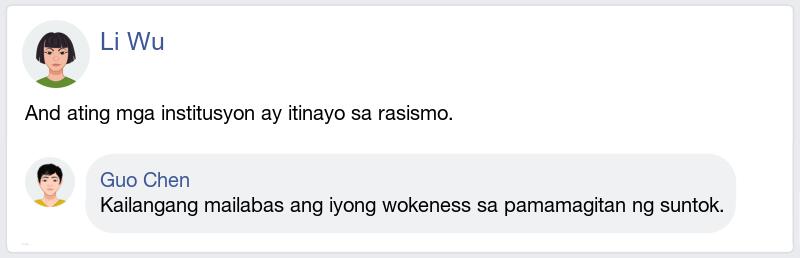 Li Wu
And ating mga institusyon ay itinayo sa rasismo.
Guo Chen
Kailangang mailabas ang iyong wokeness sa pamamagitan ng suntok.